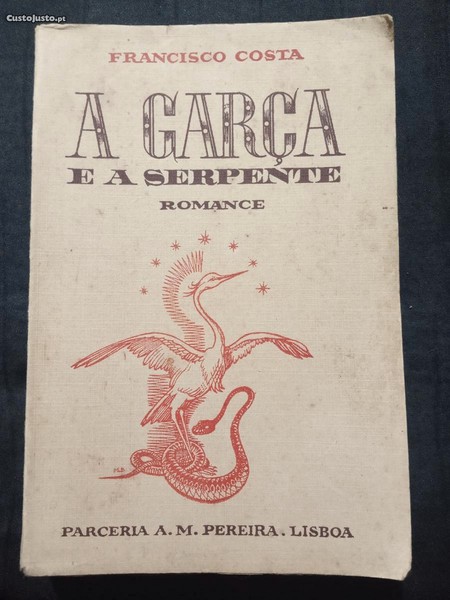 CustoJusto.pt
FRANCISCO COSTA
A GARÇA
E A SERPENTE
ROMANCE
PARCERIA A. M. PEREIRA. LISBOA